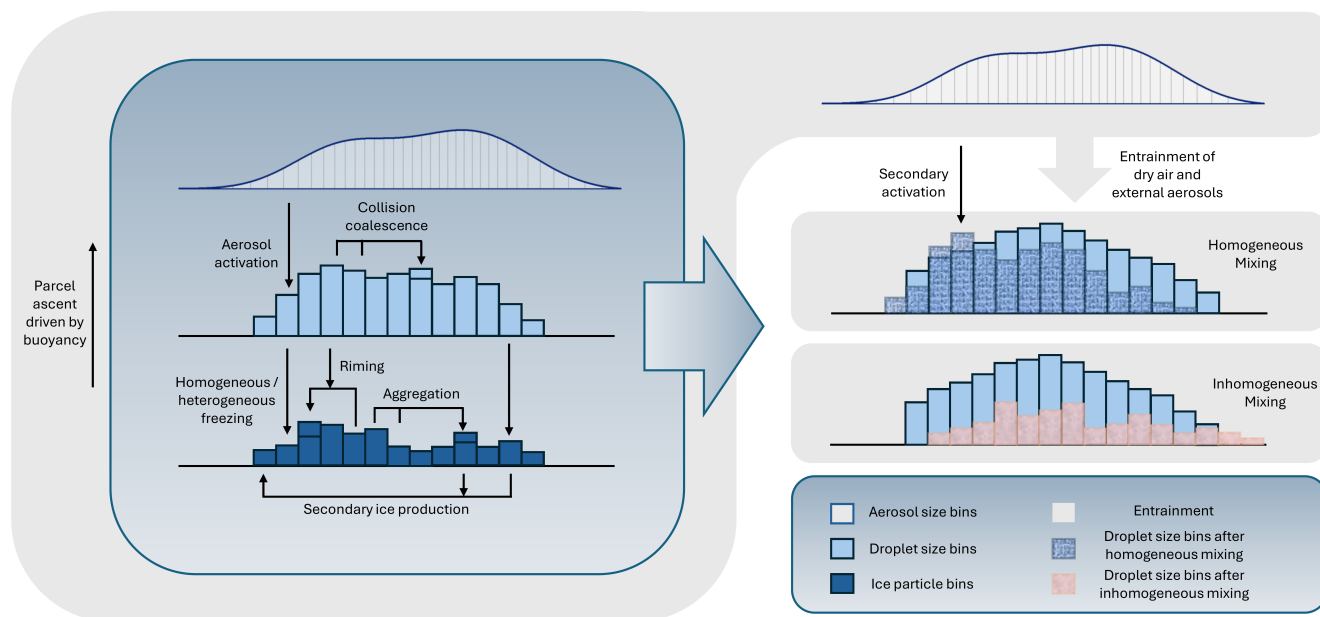 Parcel
ascent
driven by
buoyancy
Collision
coalescence
Aerosol
activation
Riming
Homogeneous /
heterogeneous
freezing
Aggregation
Secondary ice production
Secondary
activation
Entrainment of
dry air and
external aerosols
Homogeneous
Mixing
Inhomogeneous
Mixing
Aerosol size bins
Droplet size bins
Ice particle bins
Entrainment
Droplet size bins after
homogeneous mixing
Droplet size bins after
inhomogeneous mixing